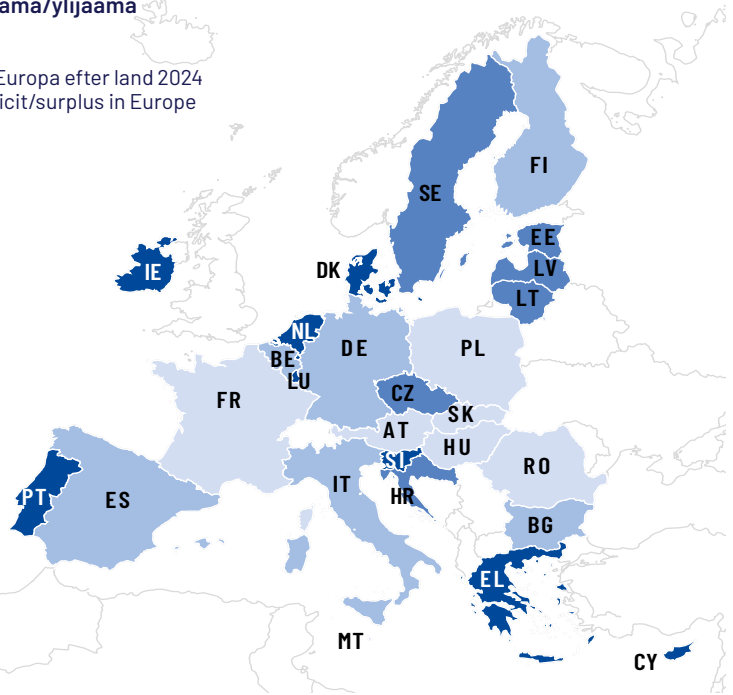 ama/ylijäämä
Europa efter land 2024
icit/surplus in Europe
FI
SE
EE
LV
LT
DK
IE
NL
DE
PL
BE
LU
CZ
FR
SK
AT
HU
SI
RO
IT
HR
PT
ES
BG
EL
MT
CY